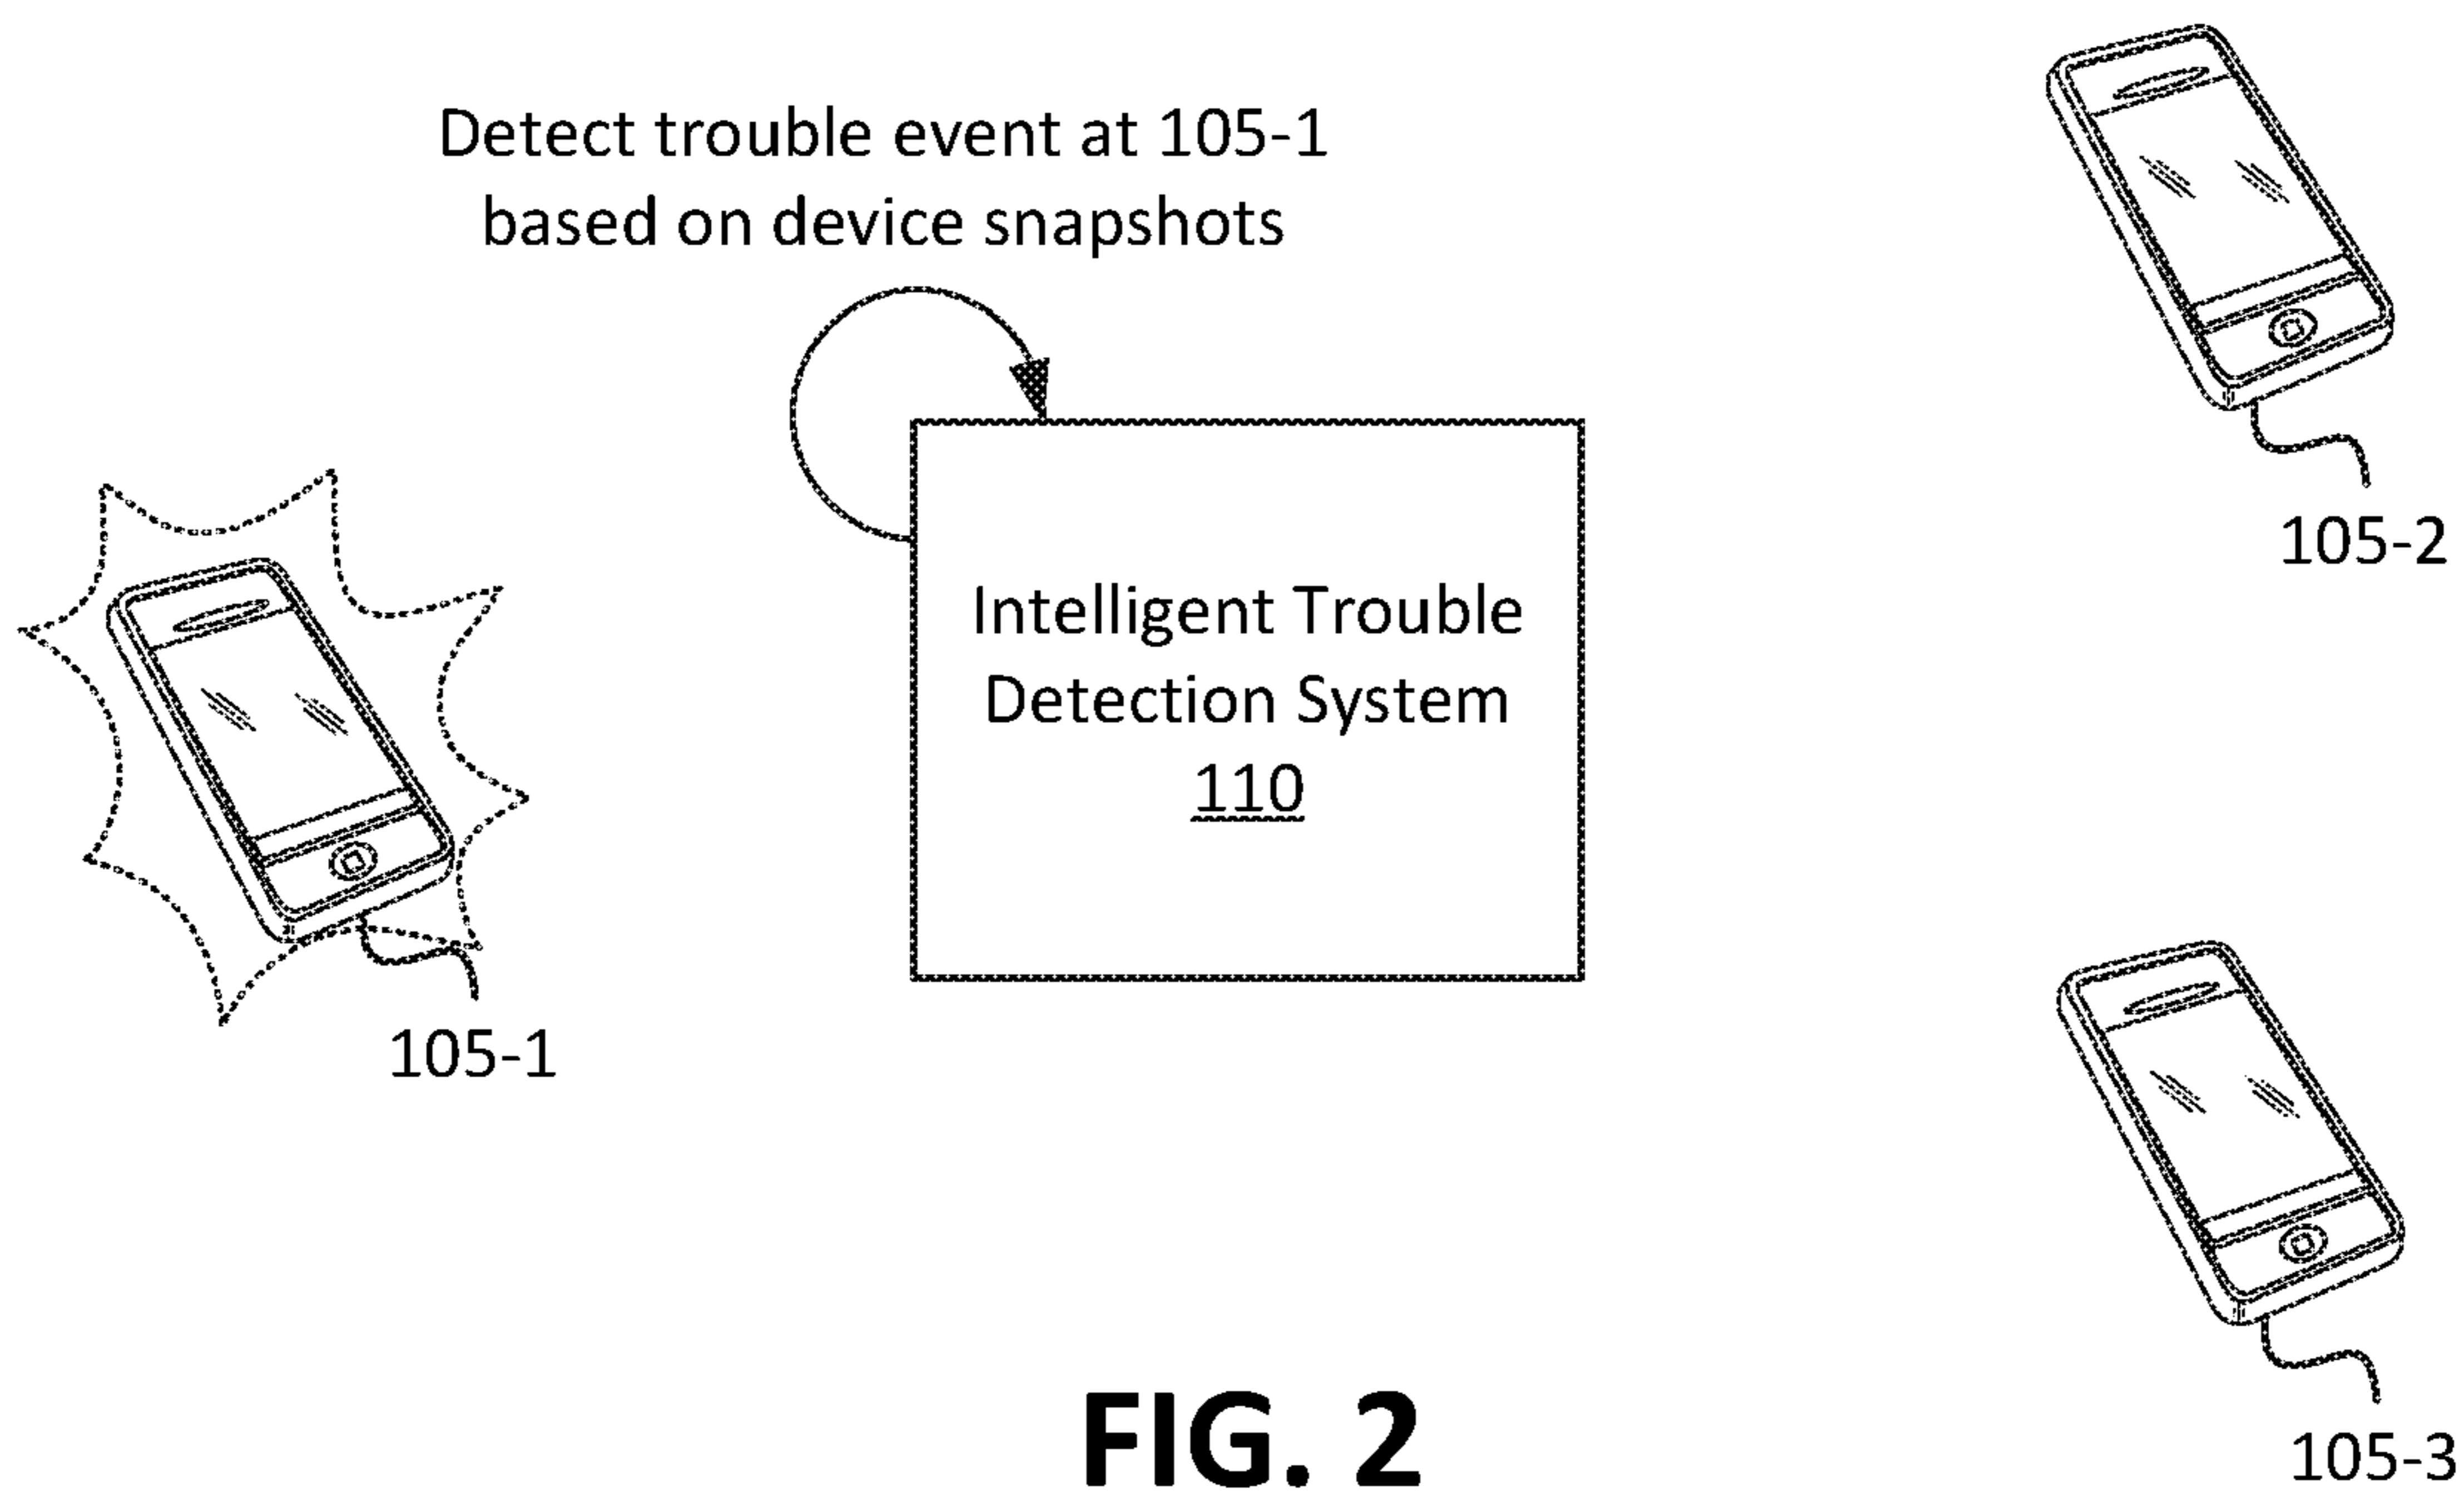 Detect trouble event at 105-1
based on device snapshots
105-2
Intelligent Trouble
Detection System
110
105-1
105-3
FIG. 2